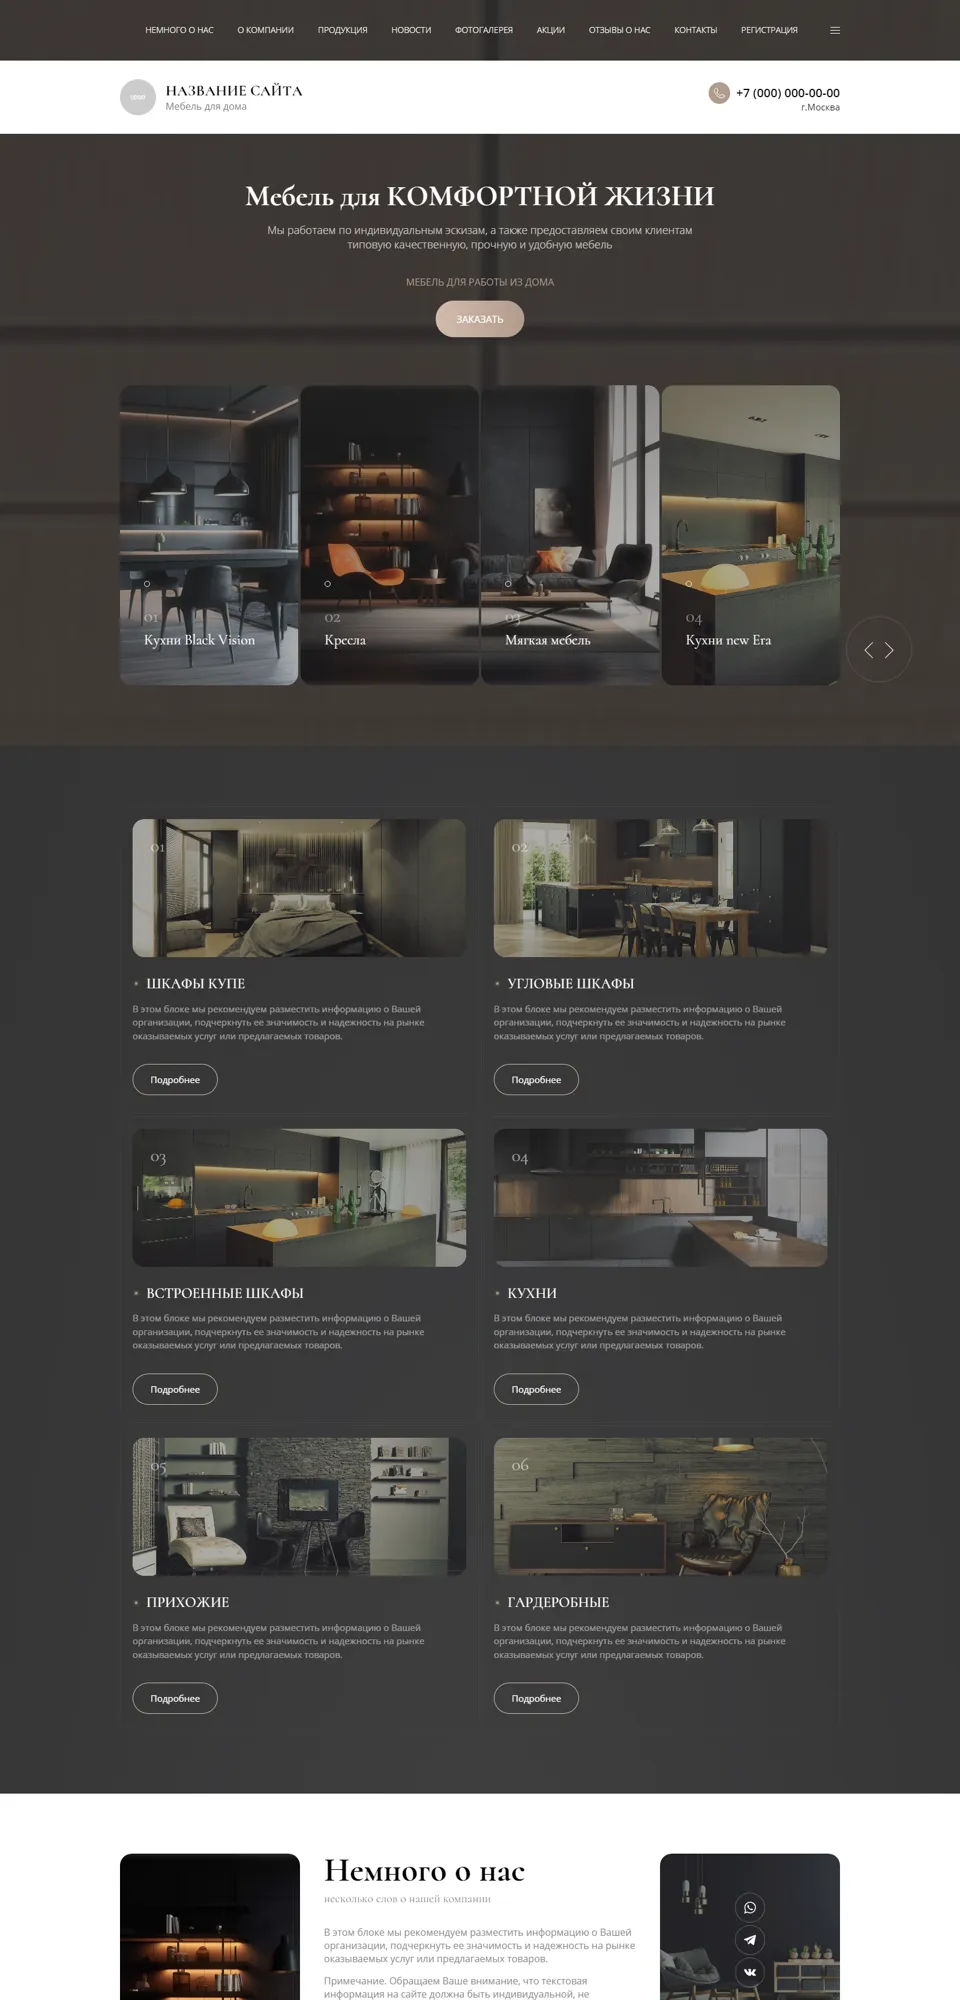 НЕМНОГО О НАС О КОМПАНИИ ПРОДУКЦИЯ НОВОСТИ ФОТОГАЛЕРЕЯ АКЦИИ ОТЗЫВЫ О НАС КОНТАКТЫ РЕГИСТРАЦИЯ
НАЗВАНИЕ САЙТА
Мебель для дома
+7 (000) 000-00-00
г.Москва
Мебель для КОМФОРТНОЙ ЖИЗНИ
Мы работаем по индивидуальным эскизам, а также предоставляем своим клиентам
типовую качественную, прочную и удобную мебель
МЕБЕЛЬ ДЛЯ РАБОТЫ ИЗ ДОМА
ЗАКАЗАТЬ
01
Кухни Black Vision
02
Кресла
03
Мягкая мебель
04
Кухни new Era
01
ШКАФЫ КУПЕ
В этом блоке мы рекомендуем разместить информацию о Вашей
организации, подчеркнуть ее значимость и надежность на рынке
оказываемых услуг или предлагаемых товаров.
Подробнее
02
УГЛОВЫЕ ШКАФЫ
В этом блоке мы рекомендуем разместить информацию о Вашей
организации, подчеркнуть ее значимость и надежность на рынке
оказываемых услуг или предлагаемых товаров.
Подробнее
03
ВСТРОЕННЫЕ ШКАФЫ
В этом блоке мы рекомендуем разместить информацию о Вашей
организации, подчеркнуть ее значимость и надежность на рынке
оказываемых услуг или предлагаемых товаров.
Подробнее
04
КУХНИ
В этом блоке мы рекомендуем разместить информацию о Вашей
организации, подчеркнуть ее значимость и надежность на рынке
оказываемых услуг или предлагаемых товаров.
Подробнее
05
ПРИХОЖИЕ
В этом блоке мы рекомендуем разместить информацию о Вашей
организации, подчеркнуть ее значимость и надежность на рынке
оказываемых услуг или предлагаемых товаров.
Подробнее
06
ГАРДЕРОБНЫЕ
В этом блоке мы рекомендуем разместить информацию о Вашей
организации, подчеркнуть ее значимость и надежность на рынке
оказываемых услуг или предлагаемых товаров.
Подробнее
Немного о нас
несколько слов о нашей компании
В этом блоке мы рекомендуем разместить информацию о Вашей
организации, подчеркнуть ее значимость и надежность на рынке
оказываемых услуг или предлагаемых товаров.
Примечание. Обращаем Ваше внимание, что текстовая
информация на сайте должна быть индивидуальной, не